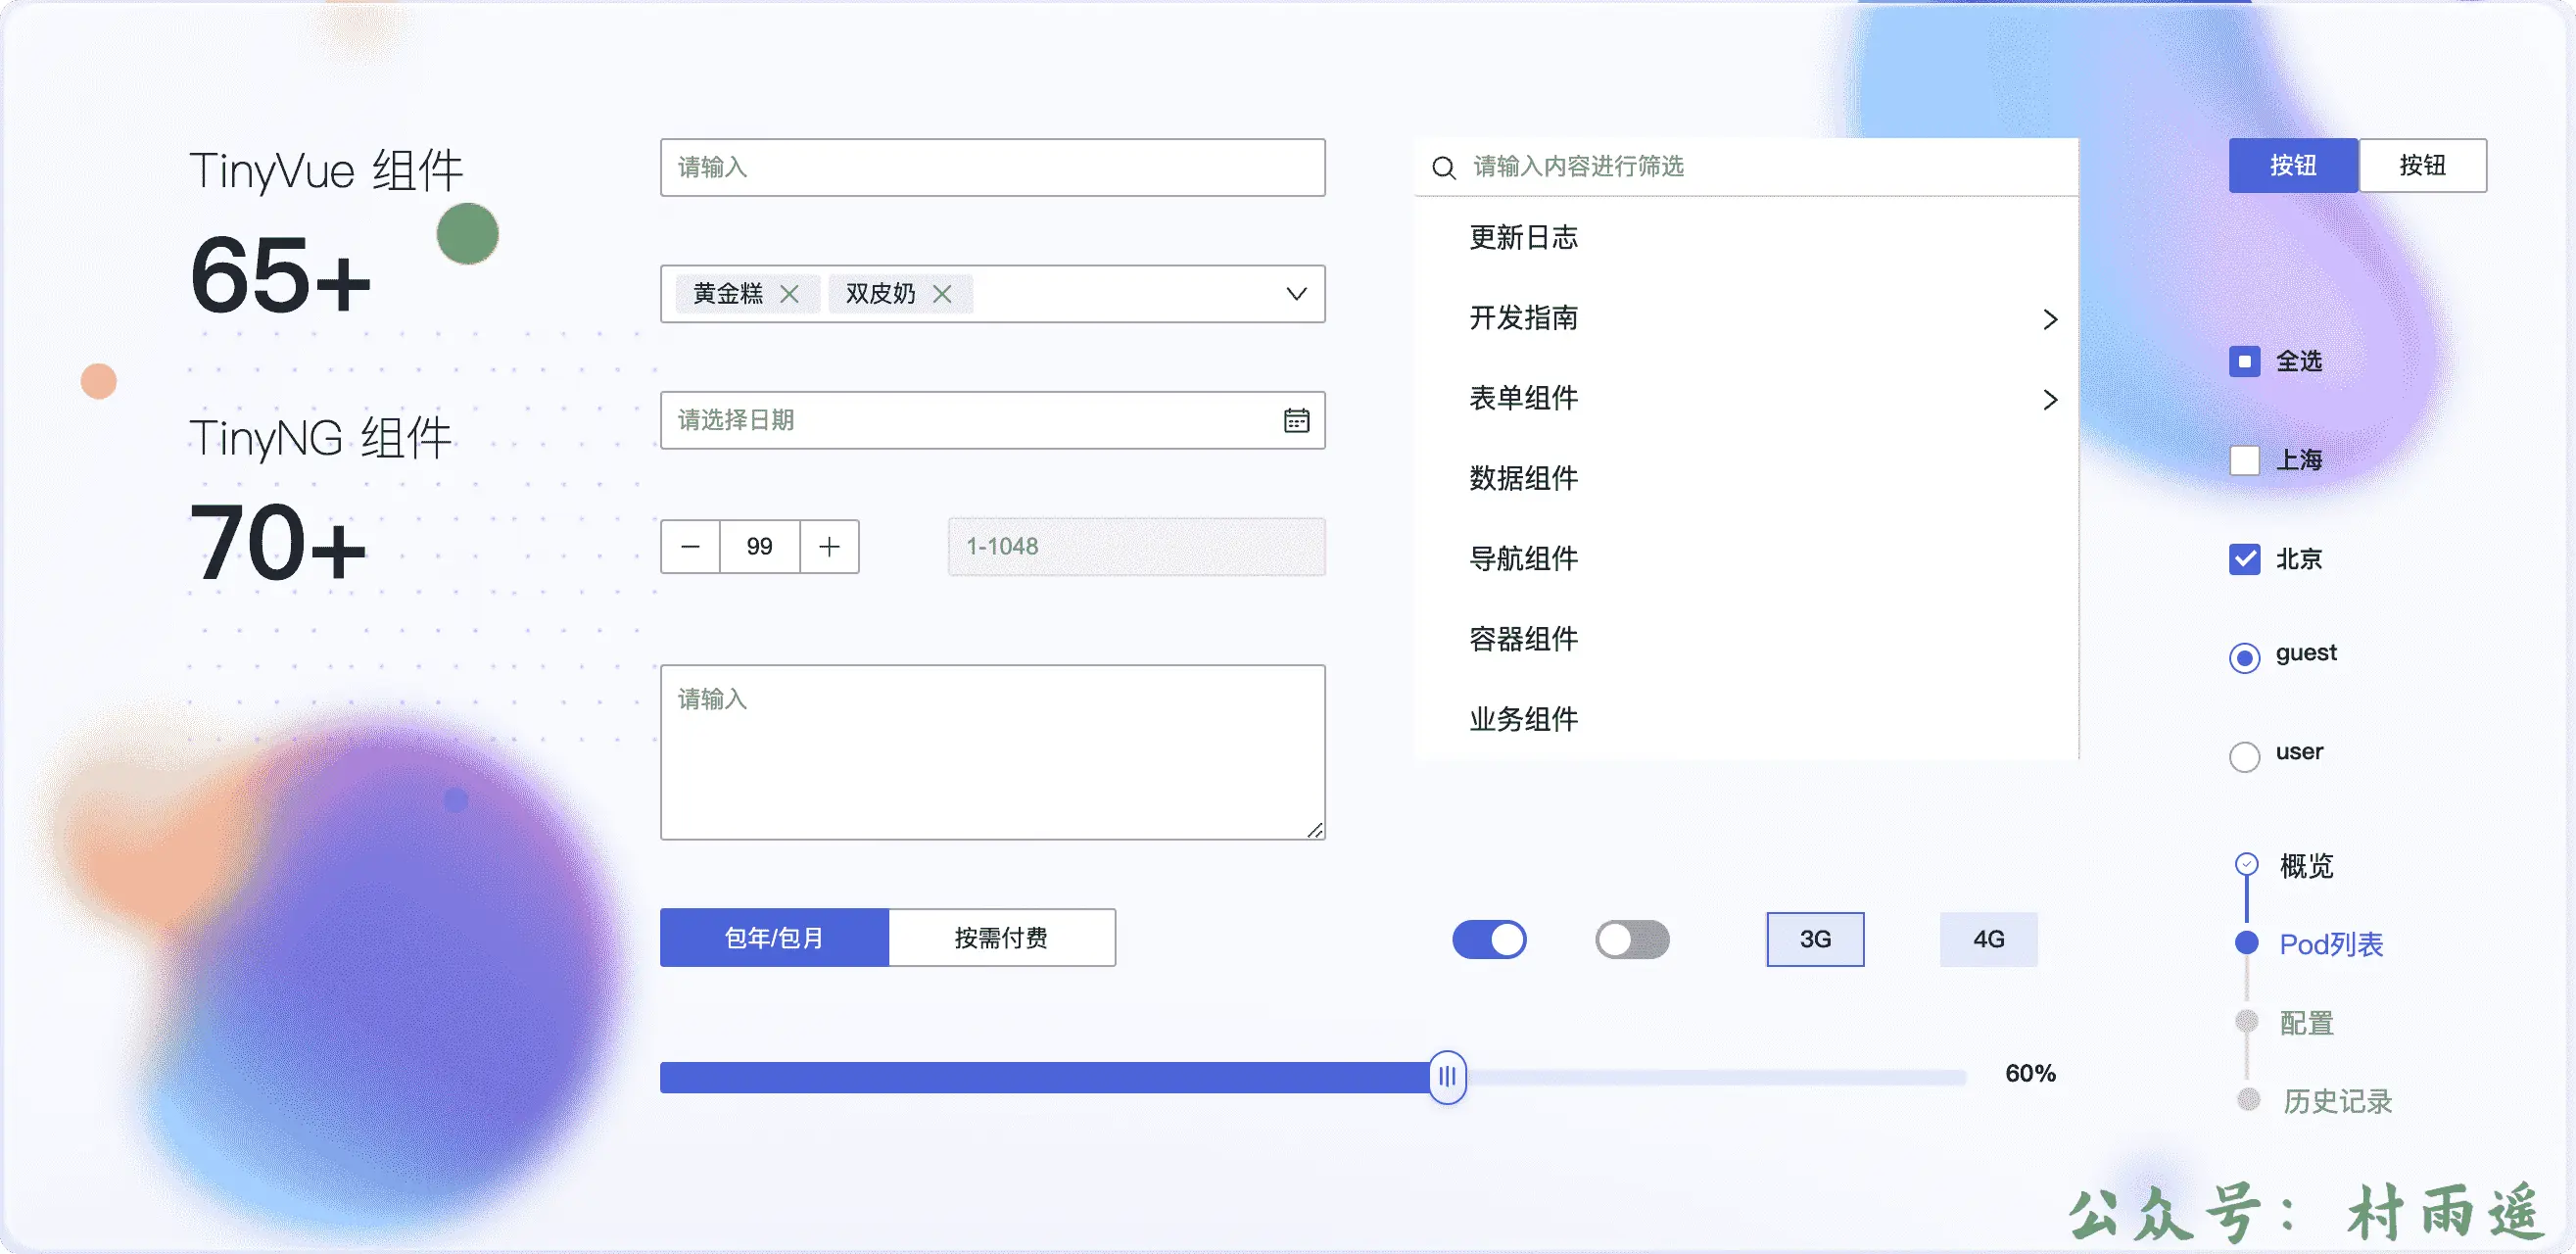 TinyVue 组件
65+
TinyNG 组件
70+
请输入
黄金糕
双皮奶
请选择日期
99
1-1048
请输入
包年/包月
按需付费
请输入内容进行筛选
更新日志
开发指南
表单组件
数据组件
导航组件
容器组件
业务组件
3G
4G
60%
按钮
按钮
全选
上海
北京
guest
user
概览
Pod列表
配置
历史记录
公众号：村雨遥